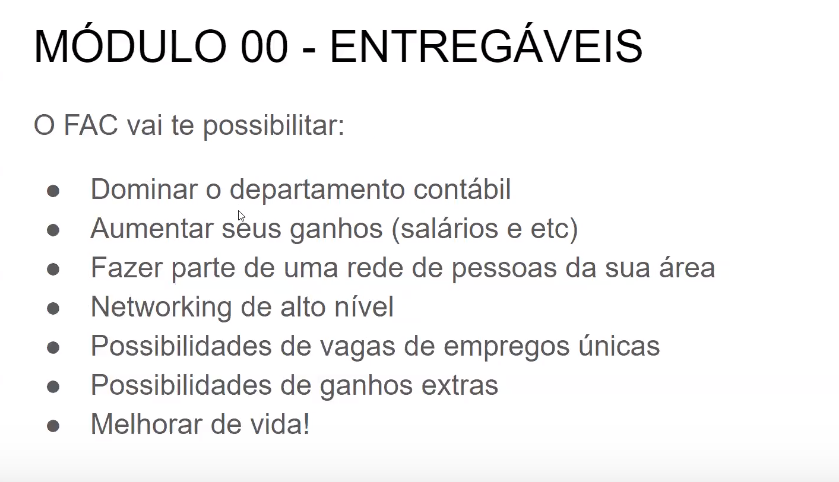 MÓDULO 00 - ENTREGÁVEIS
O FAC vai te possibilitar:
● Dominar o departamento contábil
● Aumentar seus ganhos (salários e etc)
● Fazer parte de uma rede de pessoas da sua área
● Networking de alto nível
● Possibilidades de vagas de empregos únicas
● Possibilidades de ganhos extras
● Melhorar de vida!